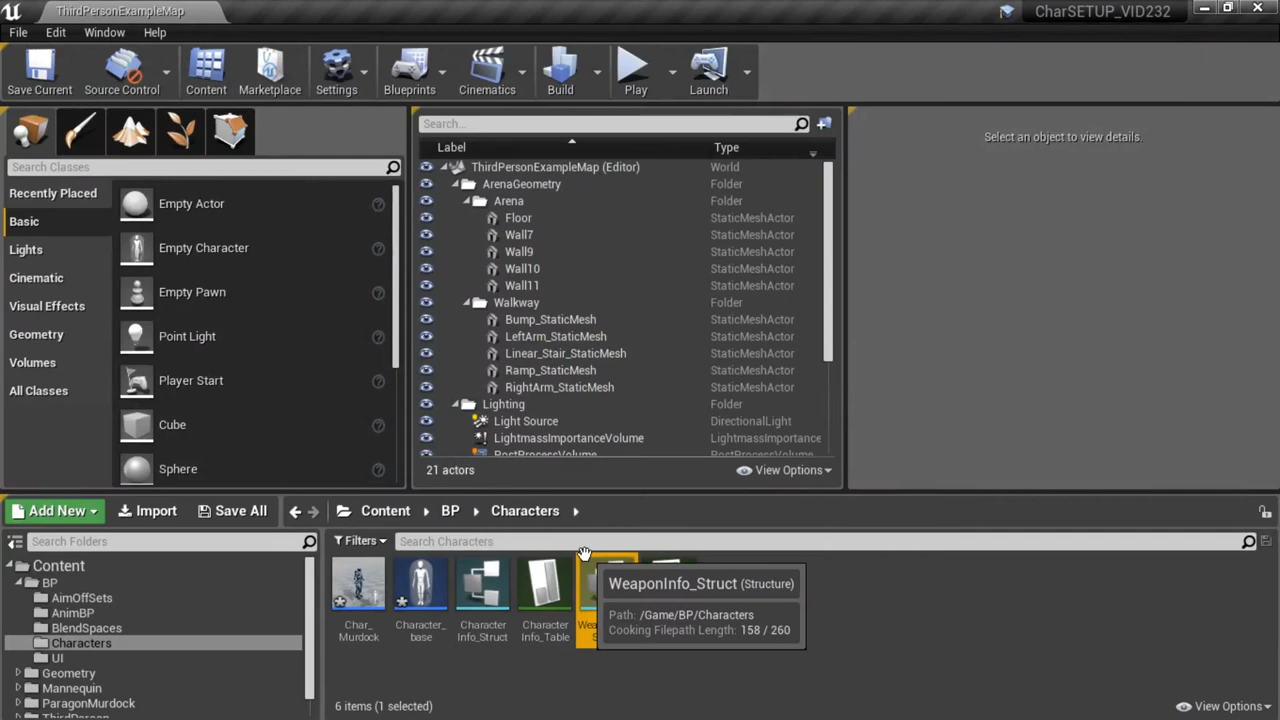 ThirdPersonExampleMap
CharSETUP_VID232
File Edit Window Help
Save Current Source Control Content Marketplace Settings Blueprints Cinematics Build Play Launch
Search Classes
Recently Placed
Basic
Lights
Cinematic
Visual Effects
Geometry
Volumes
All Classes
Empty Actor
Empty Character
Empty Pawn
Point Light
Player Start
Cube
Sphere
Search...
Label Type
ThirdPersonExampleMap (Editor) World
ArenaGeometry Folder
Arena Folder
Floor StaticMeshActor
Wall7 StaticMeshActor
Wall9 StaticMeshActor
Wall10 StaticMeshActor
Wall11 StaticMeshActor
Walkway Folder
Bump_StaticMesh StaticMeshActor
LeftArm_StaticMesh StaticMeshActor
Linear_Stair_StaticMesh StaticMeshActor
Ramp_StaticMesh StaticMeshActor
RightArm_StaticMesh StaticMeshActor
Lighting Folder
Light Source DirectionalLight
LightmassImportanceVolume LightmassImportance
PostProcessVolume
21 actors View Options
Select an object to view details.
Add New Import Save All Content BP Characters
Search Folders
Content
BP
AimOffSets
AnimBP
BlendSpaces
Characters
UI
Geometry
Mannequin
ParagonMurdock
ThirdPerson
Filters Search Characters
Char_
Murdock
Character_
base
Character
Info_Struct
Character
Info_Table
WeaponInfo_Struct (Structure)
Path: /Game/BP/Characters
Cooking Filepath Length: 158 / 260
6 items (1 selected) View Options